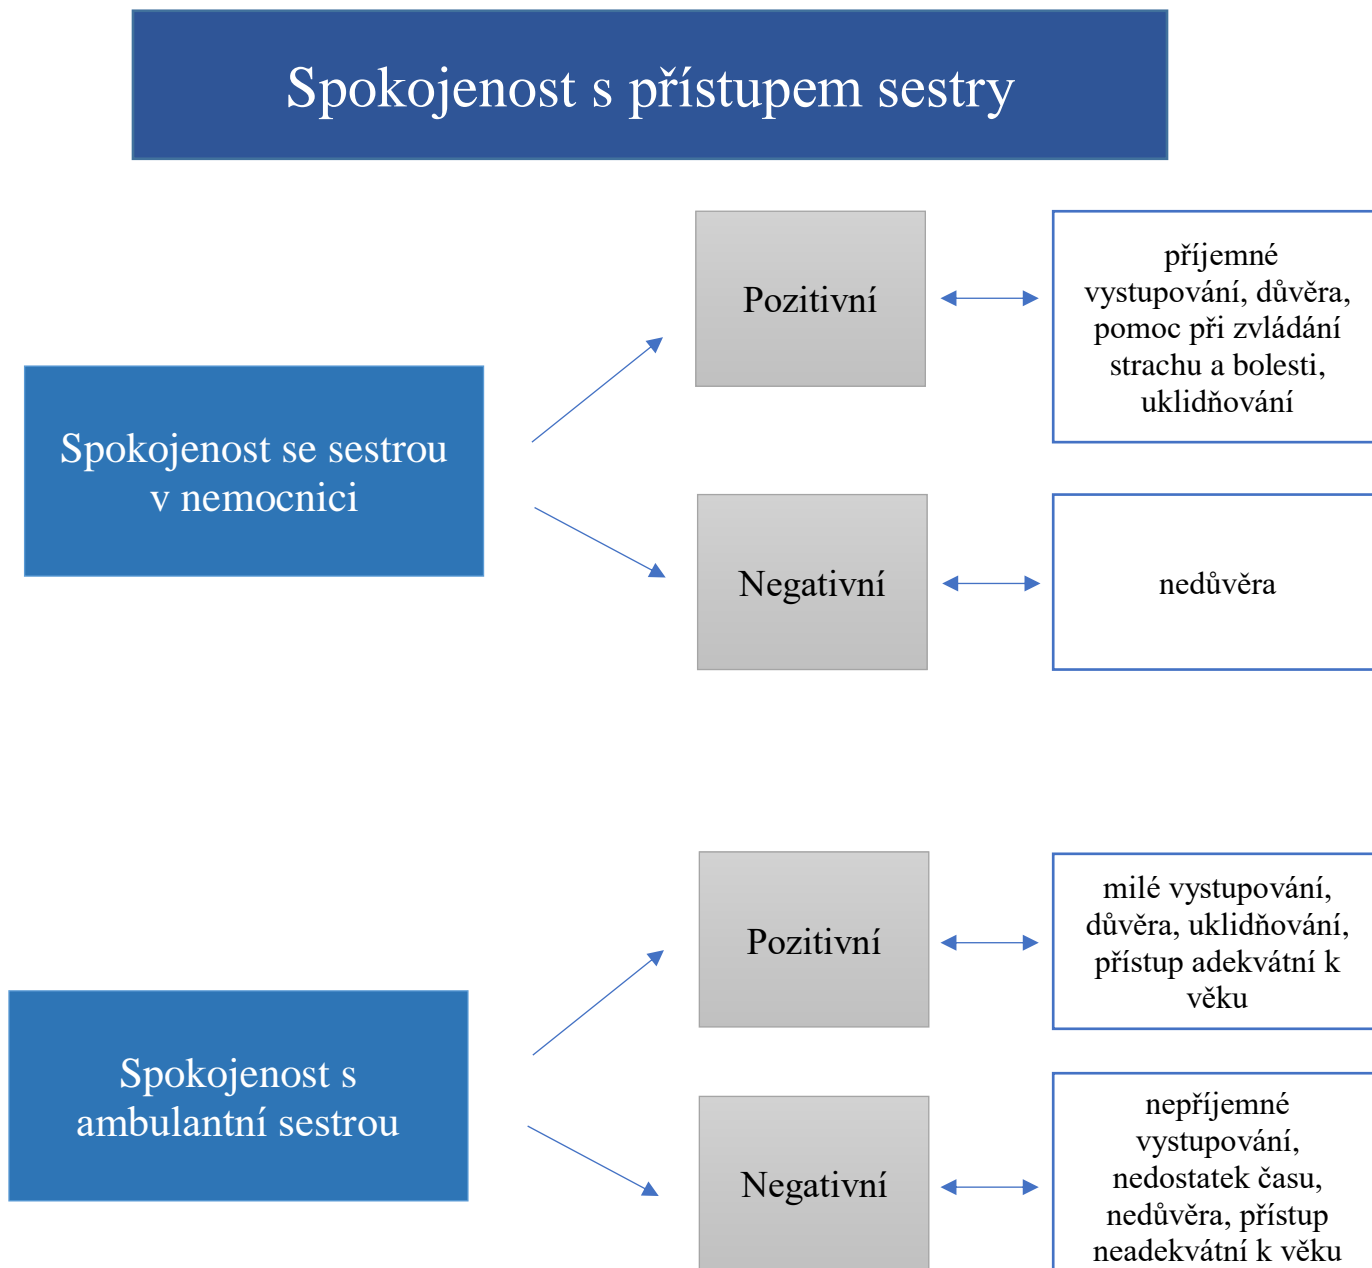 Spokojenost s přístupem sestry
Spokojenost se sestrou
v nemocnici
Pozitivní
příjemné
vystupování, důvěra,
pomoc při zvládání
strachu a bolesti,
uklidňování
Negativní
nedůvěra
Spokojenost s
ambulantní sestrou
Pozitivní
milé vystupování,
důvěra, uklidňování,
přístup adekvátní k
věku
Negativní
nepříjemné
vystupování,
nedostatek času,
nedůvěra, přístup
neadekvátní k věku